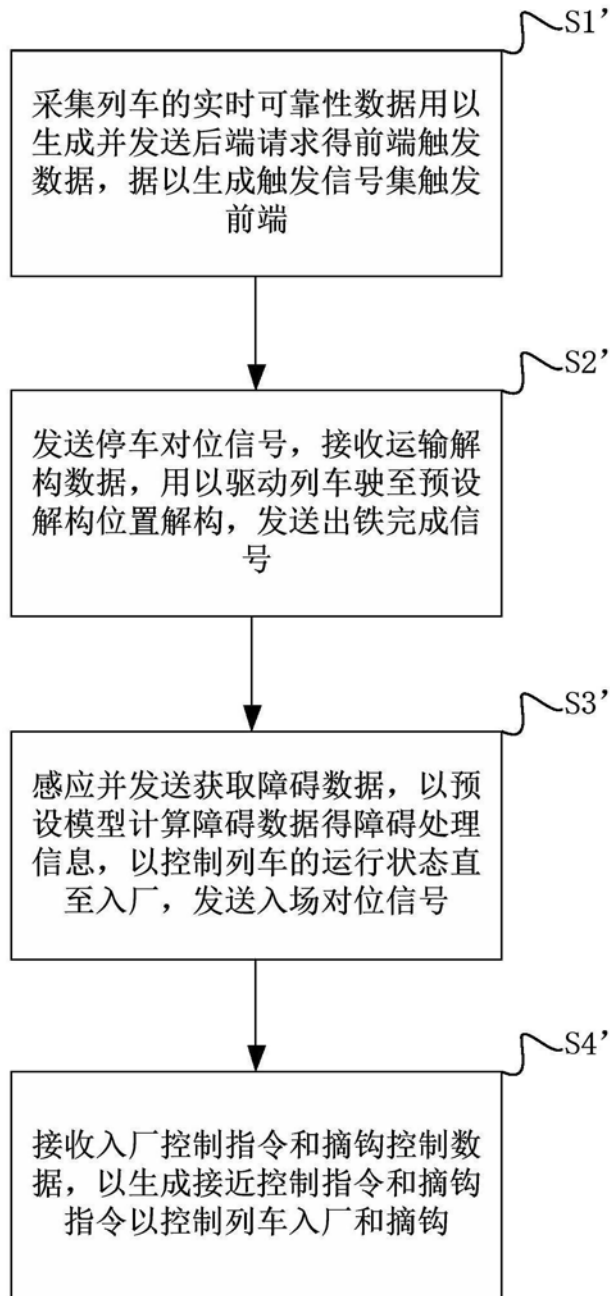 S1’
采集列车的实时可靠性数据用以
生成并发送后端请求得前端触发
数据，据以生成触发信号集触发
前端
S2’
发送停车对位信号，接收运输解
构数据，用以驱动列车驶至预设
解构位置解构，发送出铁完成信
号
S3’
感应并发送获取障碍数据，以预
设模型计算障碍数据得障碍处理
信息，以控制列车的运行状态直
至入厂，发送入场对位信号
S4’
接收入厂控制指令和摘钩控制数
据，以生成接近控制指令和摘钩
指令以控制列车入厂和摘钩